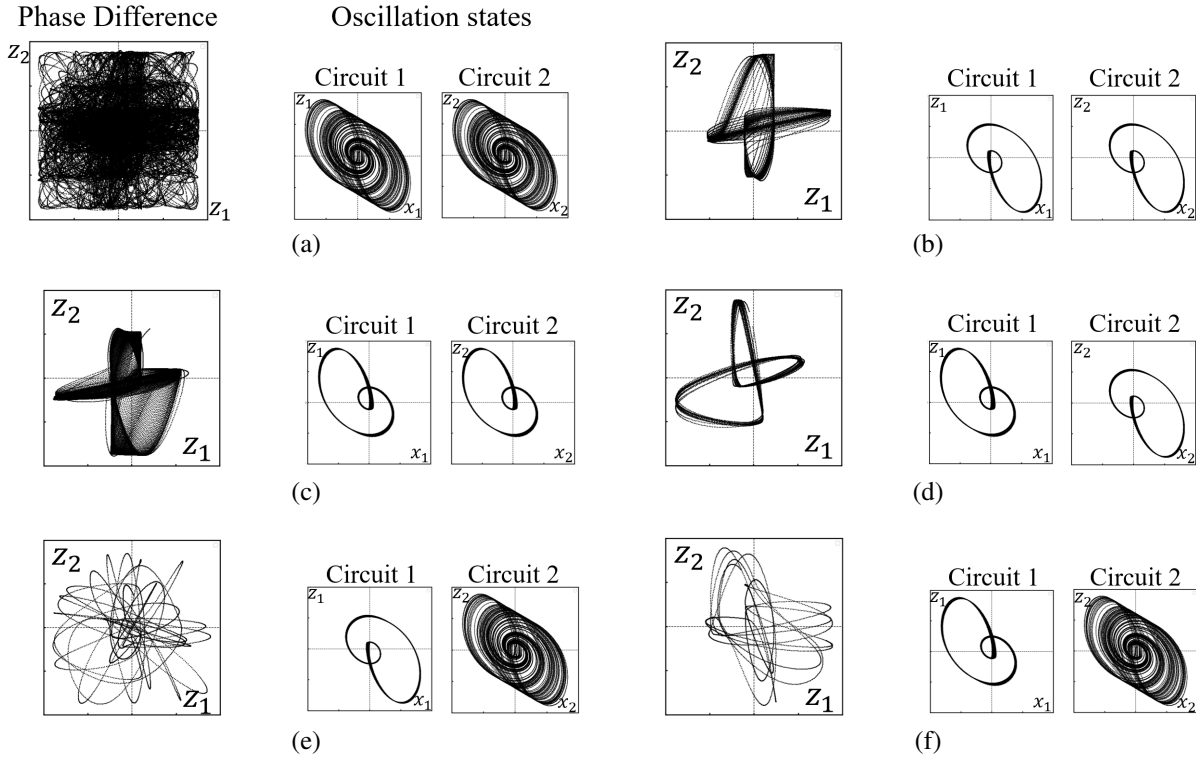 Phase Difference
Oscillation states
z₂
z₁
Circuit 1
z₁
x₁
Circuit 2
z₂
x₂
(a)
z₂
z₁
Circuit 1
z₁
x₁
Circuit 2
z₂
x₂
(b)
z₂
z₁
Circuit 1
z₁
x₁
Circuit 2
z₂
x₂
(c)
z₂
z₁
Circuit 1
z₁
x₁
Circuit 2
z₂
x₂
(d)
z₂
z₁
Circuit 1
z₁
x₁
Circuit 2
z₂
x₂
(e)
z₂
z₁
Circuit 1
z₁
x₁
Circuit 2
z₂
x₂
(f)